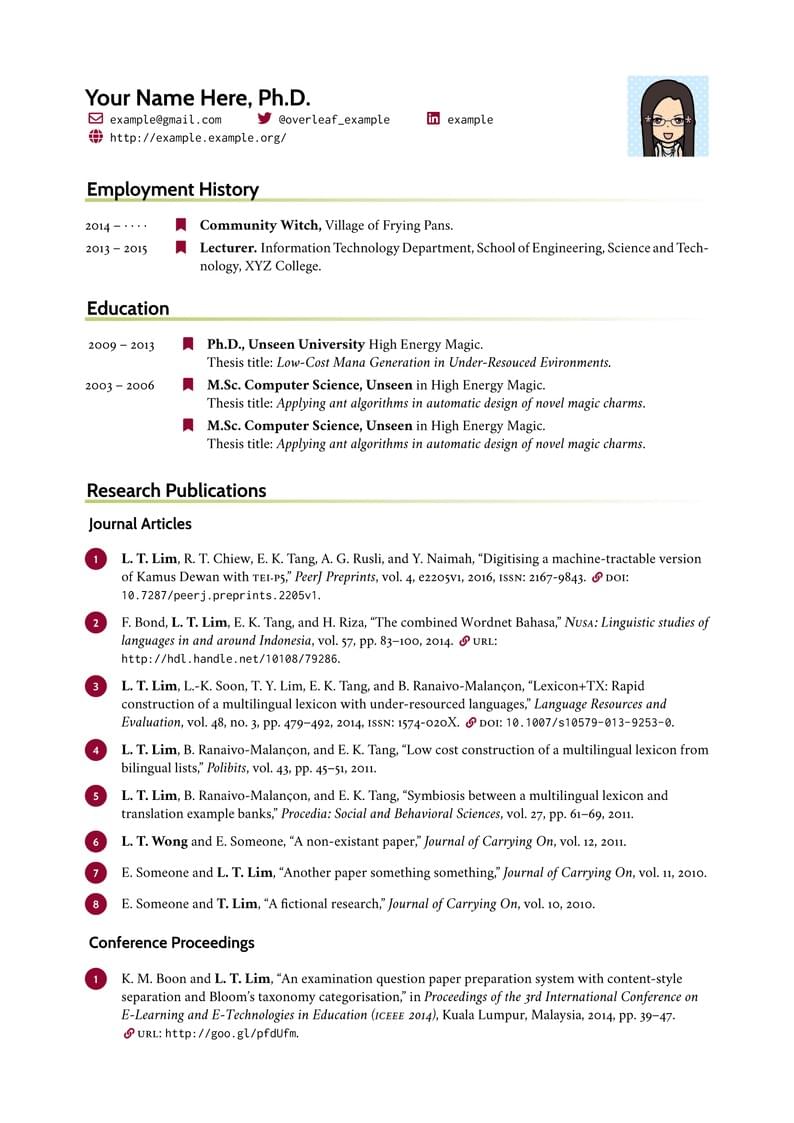 Your Name Here, Ph.D.
example@gmail.com @overleaf_example example
http://example.example.org/
Employment History
2014 – · · · · Community Witch, Village of Frying Pans.
2013 – 2015 Lecturer. Information Technology Department, School of Engineering, Science and Tech-
nology, XYZ College.
Education
2009 – 2013 Ph.D., Unseen University High Energy Magic.
Thesis title: Low-Cost Mana Generation in Under-Resouced Evironments.
2003 – 2006 M.Sc. Computer Science, Unseen in High Energy Magic.
Thesis title: Applying ant algorithms in automatic design of novel magic charms.
M.Sc. Computer Science, Unseen in High Energy Magic.
Thesis title: Applying ant algorithms in automatic design of novel magic charms.
Research Publications
Journal Articles
1 L. T. Lim, R. T. Chiew, E. K. Tang, A. G. Rusli, and Y. Naimah, “Digitising a machine-tractable version
of Kamus Dewan with TEI-P5,” PeerJ Preprints, vol. 4, e2205v1, 2016, ISSN: 2167-9843. DOI:
10.7287/peerj.preprints.2205v1.
2 F. Bond, L. T. Lim, E. K. Tang, and H. Riza, “The combined Wordnet Bahasa,” NUSA: Linguistic studies of
languages in and around Indonesia, vol. 57, pp. 83–100, 2014. URL:
http://hdl.handle.net/10108/79286.
3 L. T. Lim, L.-K. Soon, T. Y. Lim, E. K. Tang, and B. Ranaivo-Malançon, “Lexicon+TX: Rapid
construction of a multilingual lexicon with under-resourced languages,” Language Resources and
Evaluation, vol. 48, no. 3, pp. 479–492, 2014, ISSN: 1574-020X. DOI: 10.1007/s10579-013-9253-0.
4 L. T. Lim, B. Ranaivo-Malançon, and E. K. Tang, “Low cost construction of a multilingual lexicon from
bilingual lists,” Polibits, vol. 43, pp. 45–51, 2011.
5 L. T. Lim, B. Ranaivo-Malançon, and E. K. Tang, “Symbiosis between a multilingual lexicon and
translation example banks,” Procedia: Social and Behavioral Sciences, vol. 27, pp. 61–69, 2011.
6 L. T. Wong and E. Someone, “A non-existant paper,” Journal of Carrying On, vol. 12, 2011.
7 E. Someone and L. T. Lim, “Another paper something something,” Journal of Carrying On, vol. 11, 2010.
8 E. Someone and T. Lim, “A fictional research,” Journal of Carrying On, vol. 10, 2010.
Conference Proceedings
1 K. M. Boon and L. T. Lim, “An examination question paper preparation system with content-style
separation and Bloom’s taxonomy categorisation,” in Proceedings of the 3rd International Conference on
E-Learning and E-Technologies in Education (ICEEE 2014), Kuala Lumpur, Malaysia, 2014, pp. 39–47.
URL: http://goo.gl/pfdUfm.